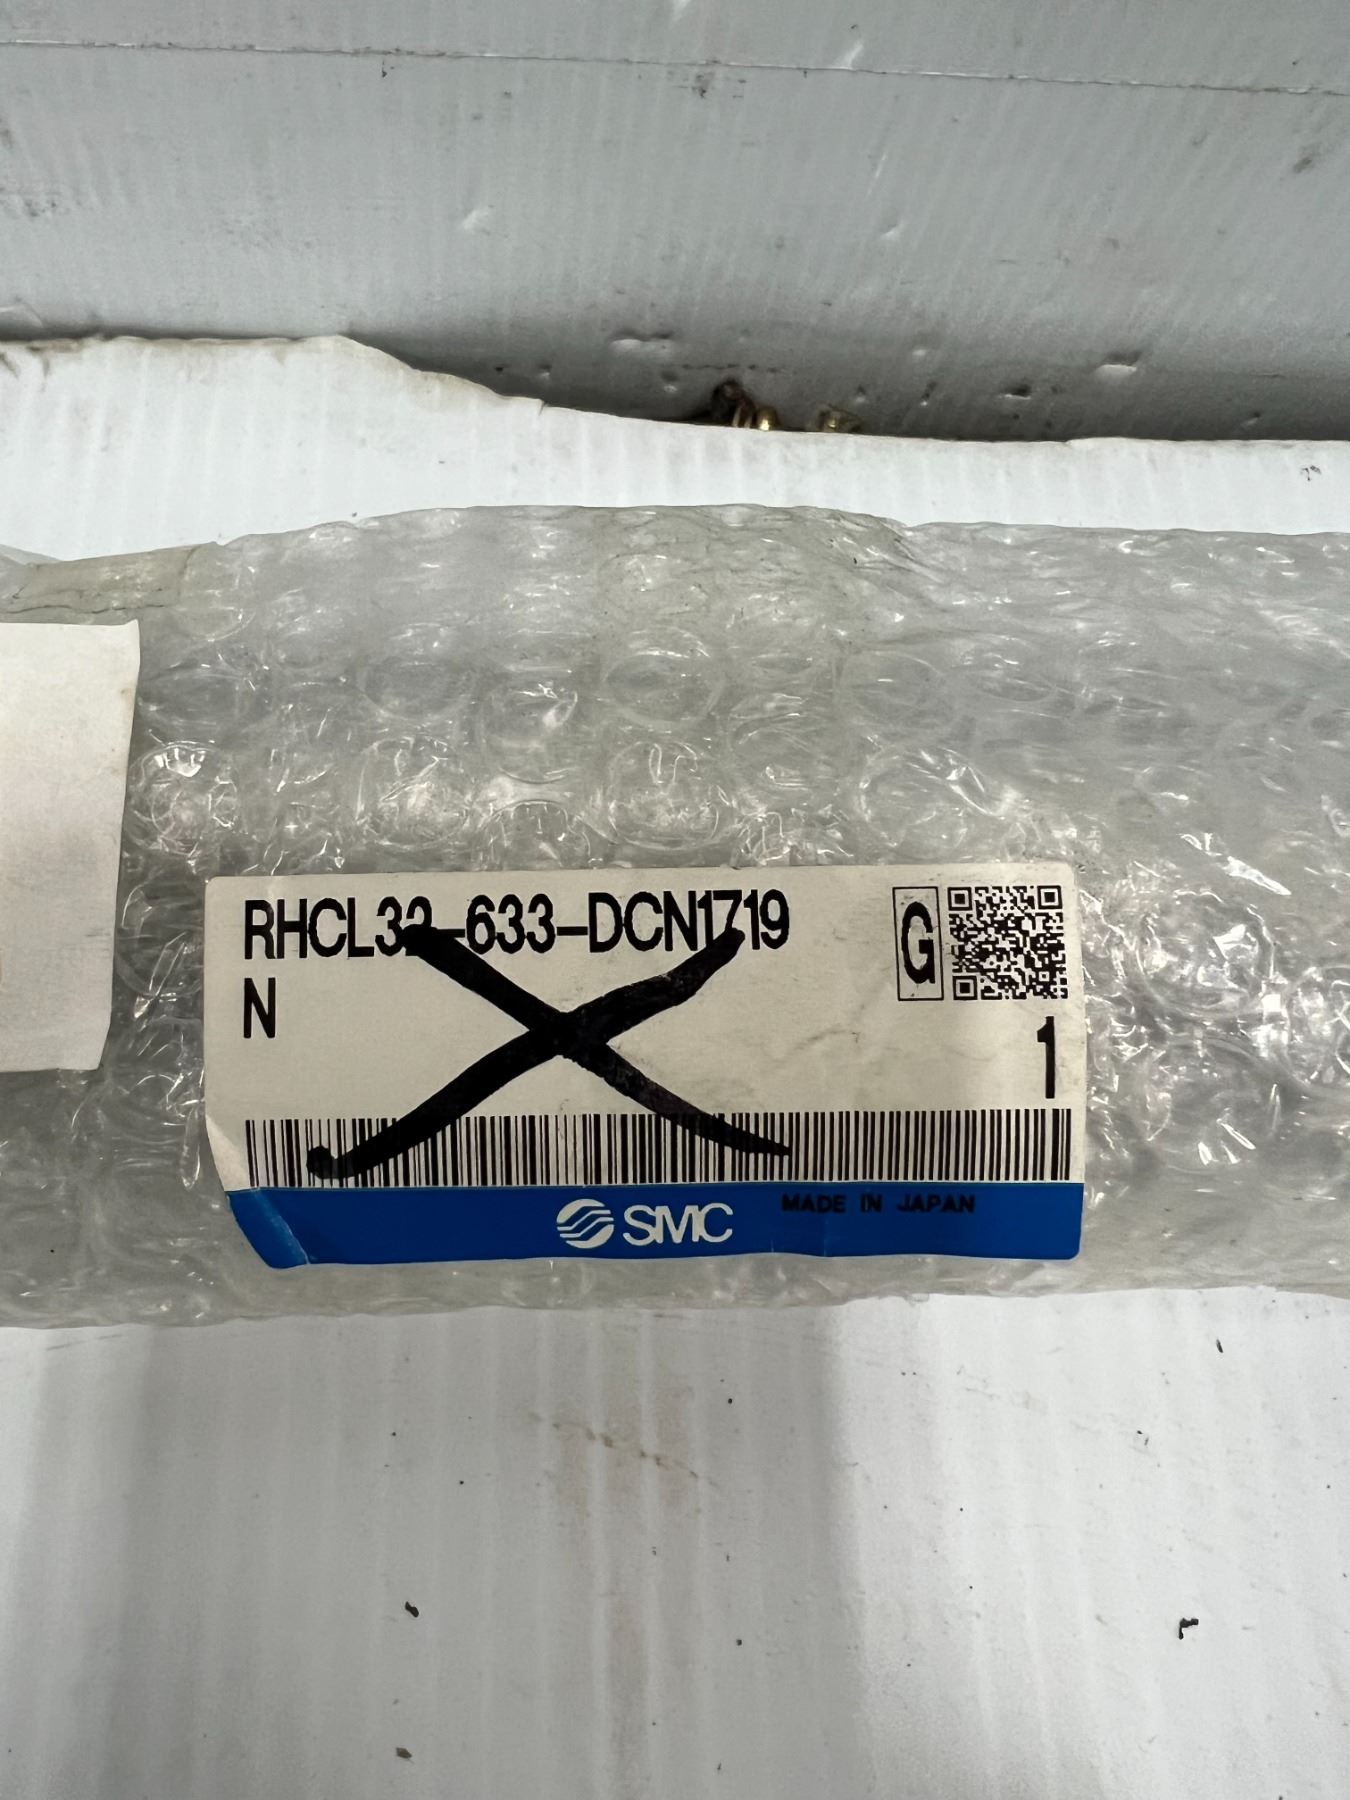 RHCL32-633-DCN1719
N
G
1
SMC
MADE IN JAPAN